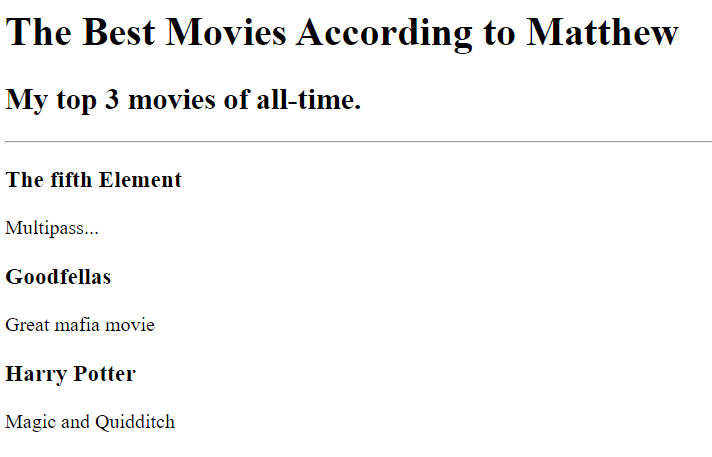 The Best Movies According to Matthew
My top 3 movies of all-time.
The fifth Element
Multipass...
Goodfellas
Great mafia movie
Harry Potter
Magic and Quidditch